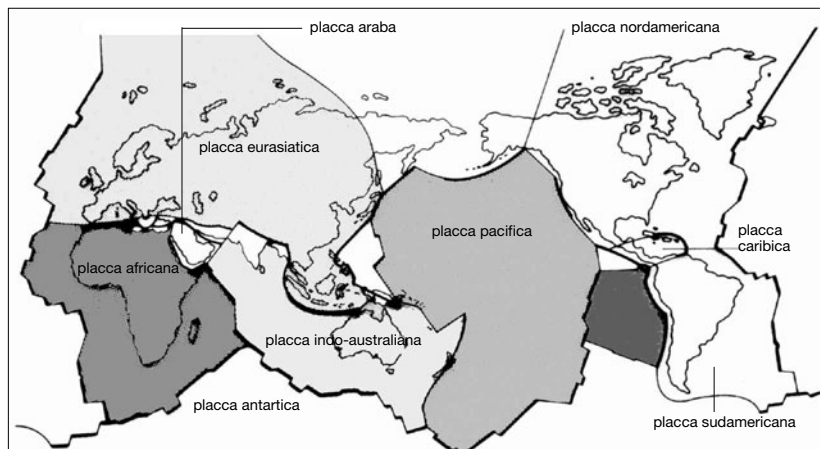 placca araba
placca nordamericana
placca eurasiatica
placca pacifica
placca
caribica
placca africana
placca indo-australiana
placca antartica
placca sudamericana